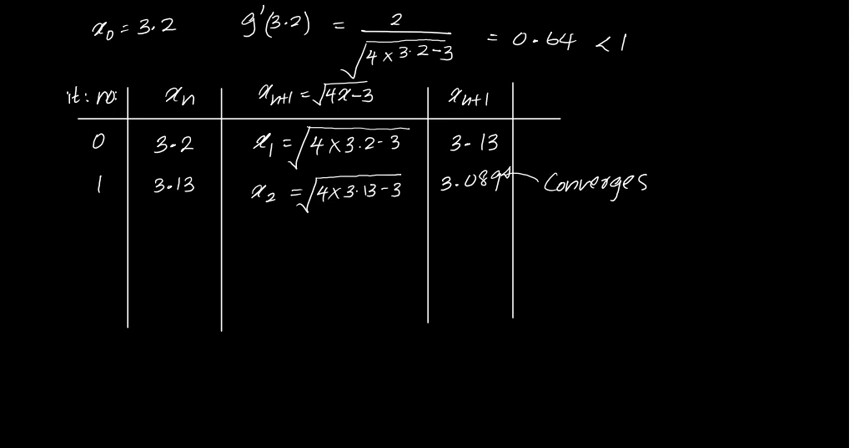 x₀ = 3.2 g'(3.2) = 2 / √(4 × 3.2 - 3) = 0.64 < 1
it: no: xₙ xₙ₊₁ = √(4x - 3) xₙ₊₁
0 3.2 x₁ = √(4 × 3.2 - 3) 3.13
1 3.13 x₂ = √(4 × 3.13 - 3) 3.089 Converges